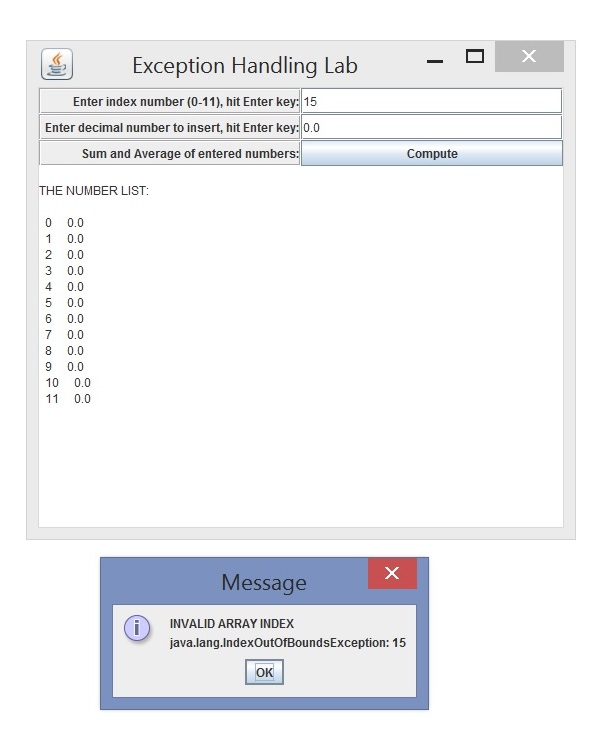 Exception Handling Lab
Enter index number (0-11), hit Enter key: 15
Enter decimal number to insert, hit Enter key: 0.0
Sum and Average of entered numbers: Compute
THE NUMBER LIST:
0 0.0
1 0.0
2 0.0
3 0.0
4 0.0
5 0.0
6 0.0
7 0.0
8 0.0
9 0.0
10 0.0
11 0.0
Message
INVALID ARRAY INDEX
java.lang.IndexOutOfBoundsException: 15
OK